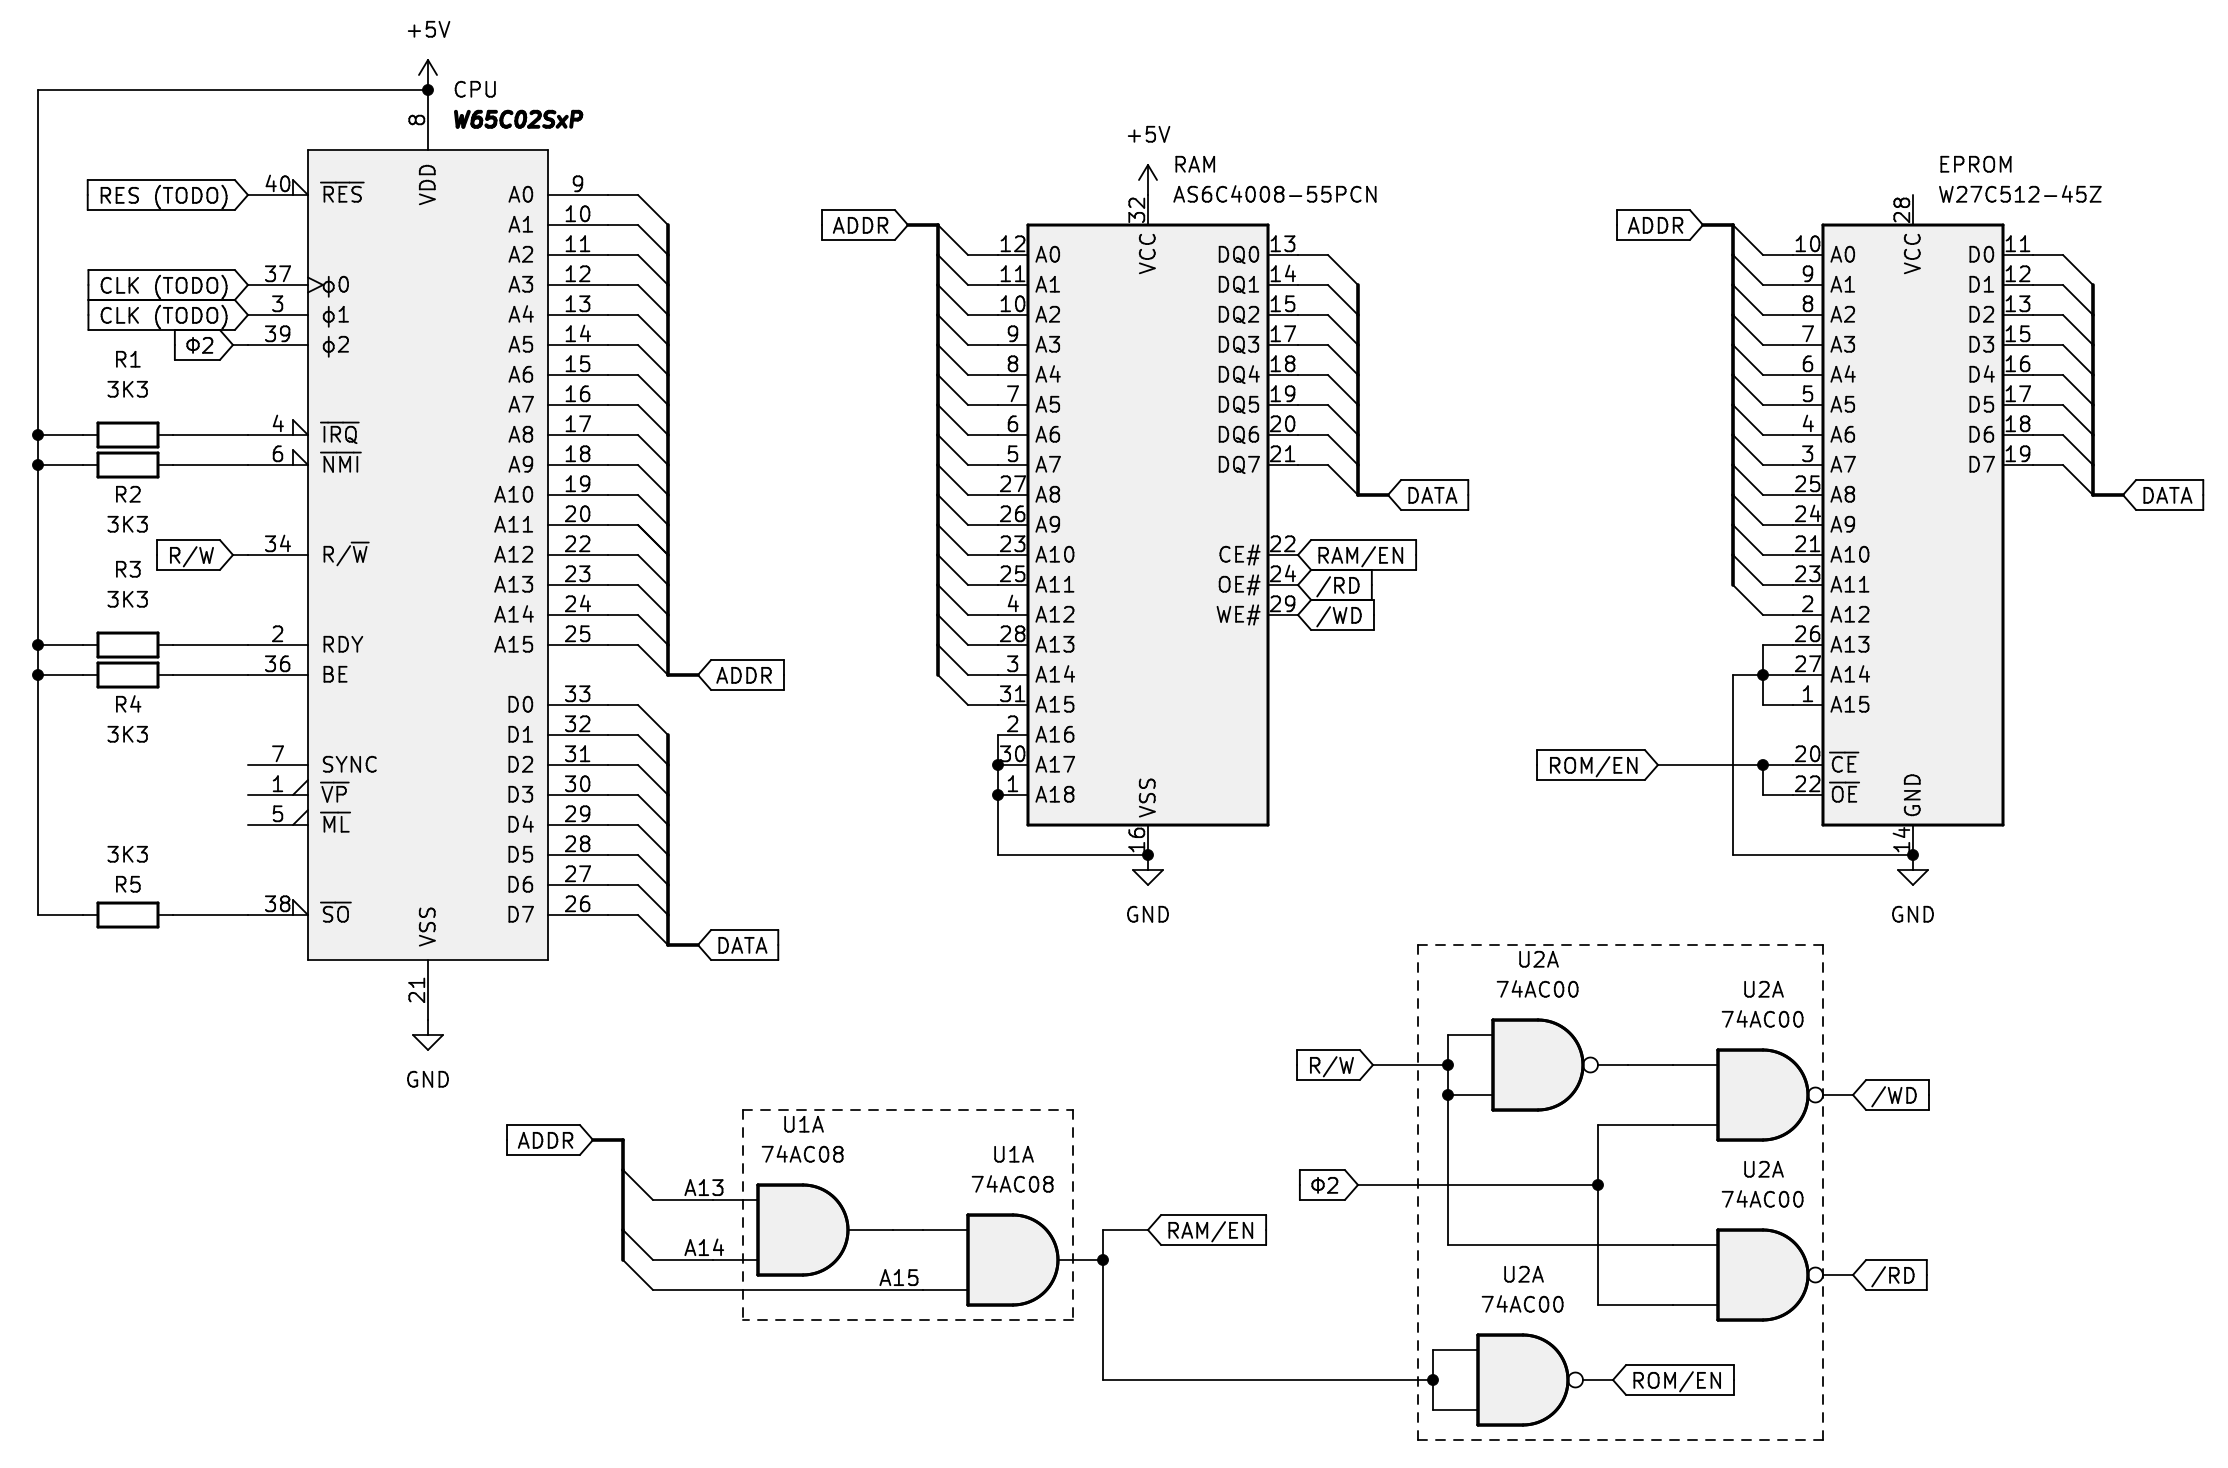 +5V
CPU
W65C02SxP
8
VDD
RES (TODO)
40
RES
CLK (TODO)
37
ϕ0
CLK (TODO)
3
ϕ1
Φ2
39
ϕ2
R1
3K3
4
IRQ
6
NMI
R2
3K3
R/W
34
R/W
R3
3K3
2
RDY
36
BE
R4
3K3
7
SYNC
1
VP
5
ML
3K3
R5
38
SO
VSS
21
GND
A0 9
A1 10
A2 11
A3 12
A4 13
A5 14
A6 15
A7 16
A8 17
A9 18
A10 19
A11 20
A12 22
A13 23
A14 24
A15 25
ADDR
D0 33
D1 32
D2 31
D3 30
D4 29
D5 28
D6 27
D7 26
DATA
+5V
RAM
AS6C4008-55PCN
32
VCC
ADDR
12 A0
11 A1
10 A2
9 A3
8 A4
7 A5
6 A6
5 A7
27 A8
26 A9
23 A10
25 A11
4 A12
28 A13
3 A14
31 A15
2 A16
30 A17
1 A18
DQ0 13
DQ1 14
DQ2 15
DQ3 17
DQ4 18
DQ5 19
DQ6 20
DQ7 21
DATA
CE# 22 RAM/EN
OE# 24 /RD
WE# 29 /WD
VSS
16
GND
EPROM
W27C512-45Z
28
VCC
ADDR
10 A0
9 A1
8 A2
7 A3
6 A4
5 A5
4 A6
3 A7
25 A8
24 A9
21 A10
23 A11
2 A12
26 A13
27 A14
1 A15
ROM/EN
20 CE
22 OE
D0 11
D1 12
D2 13
D3 15
D4 16
D5 17
D6 18
D7 19
DATA
GND
14
GND
ADDR
A13
A14
A15
U1A
74AC08
U1A
74AC08
RAM/EN
R/W
Φ2
U2A
74AC00
U2A
74AC00
/WD
U2A
74AC00
/RD
U2A
74AC00
ROM/EN